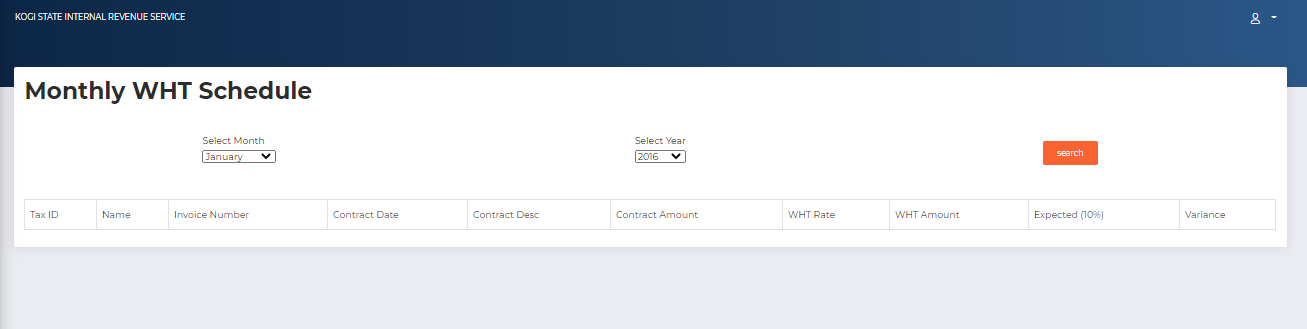 KOGI STATE INTERNAL REVENUE SERVICE
Monthly WHT Schedule
Select Month
January
Select Year
2016
search
Tax ID Name Invoice Number Contract Date Contract Desc Contract Amount WHT Rate WHT Amount Expected (10%) Variance